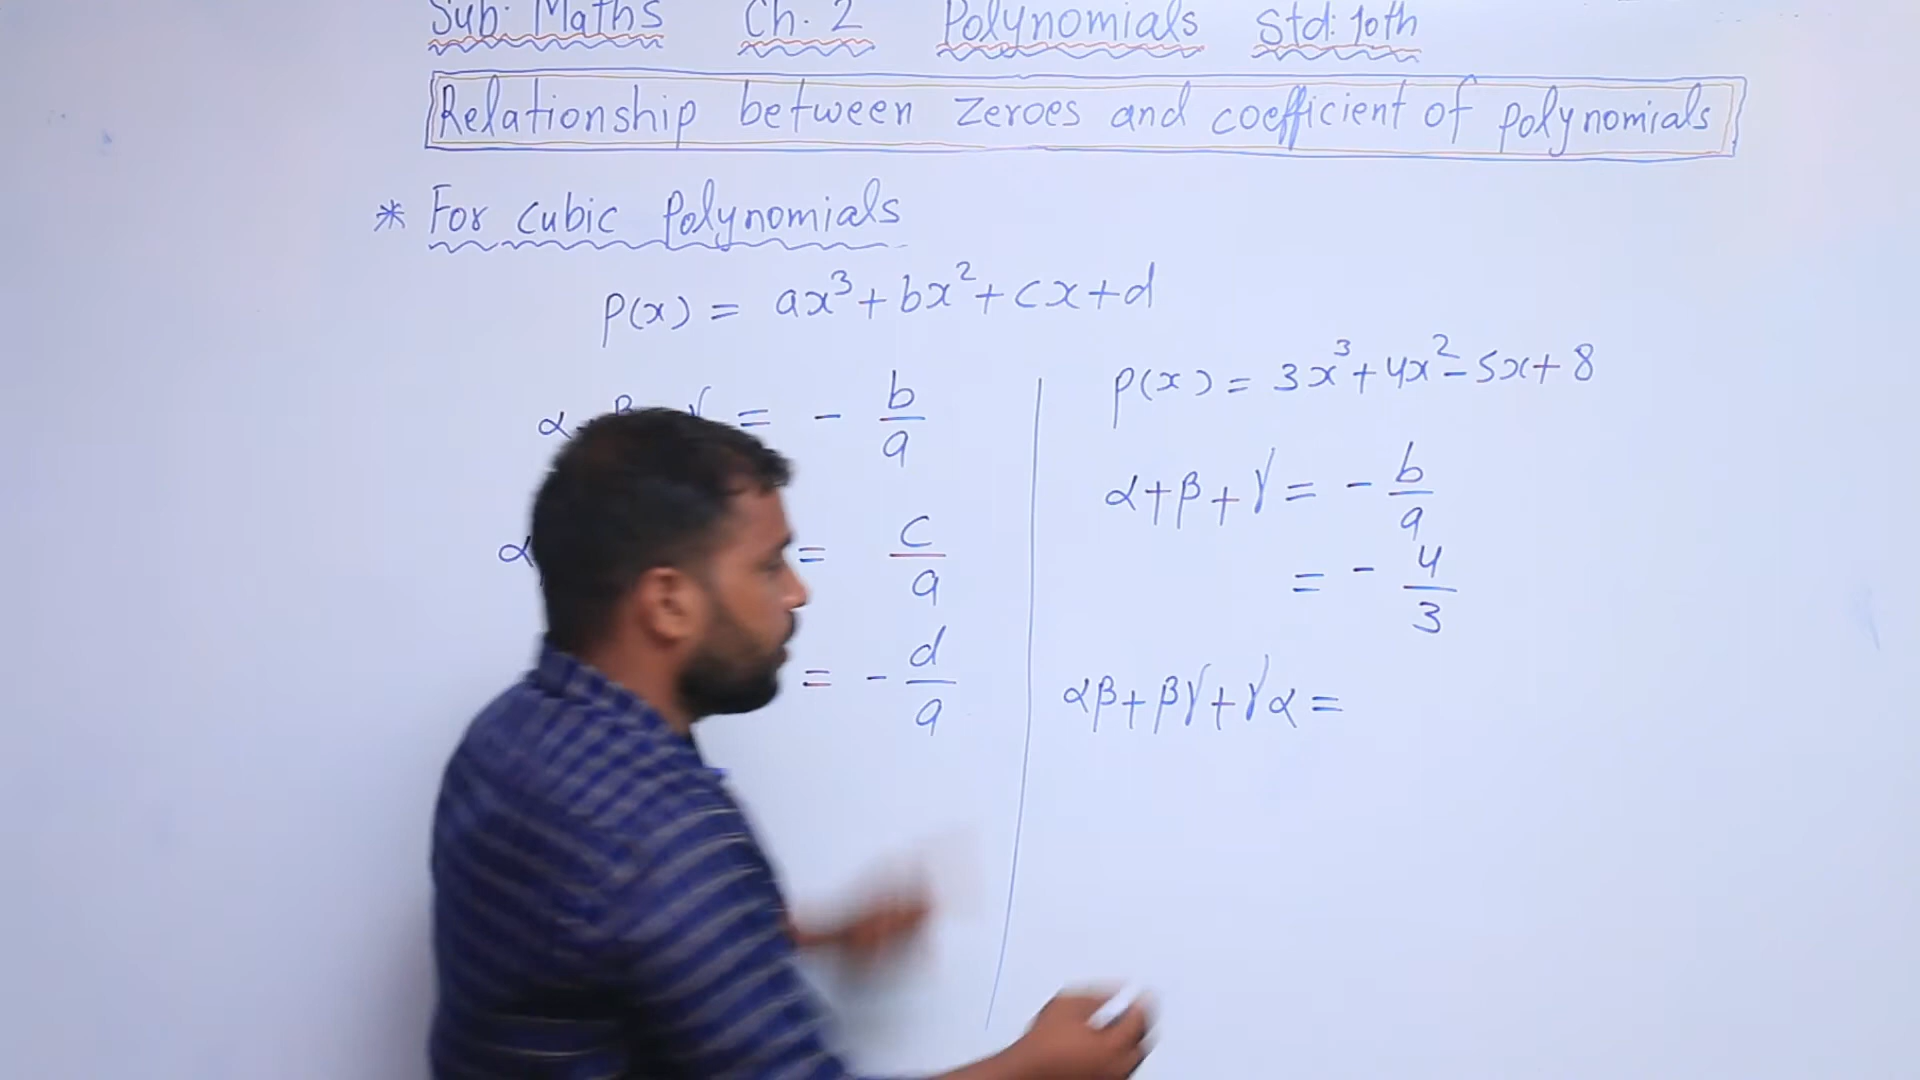 Sub: Maths Ch. 2 Polynomials Std: 10th
Relationship between zeroes and coefficient of polynomials
* For cubic Polynomials
P(x) = ax³ + bx² + cx + d
α β γ = - b/a
α = c/a
= - d/a
P(x) = 3x³ + 4x² - 5x + 8
α + β + γ = - b/a
= - 4/3
αβ + βγ + γα =